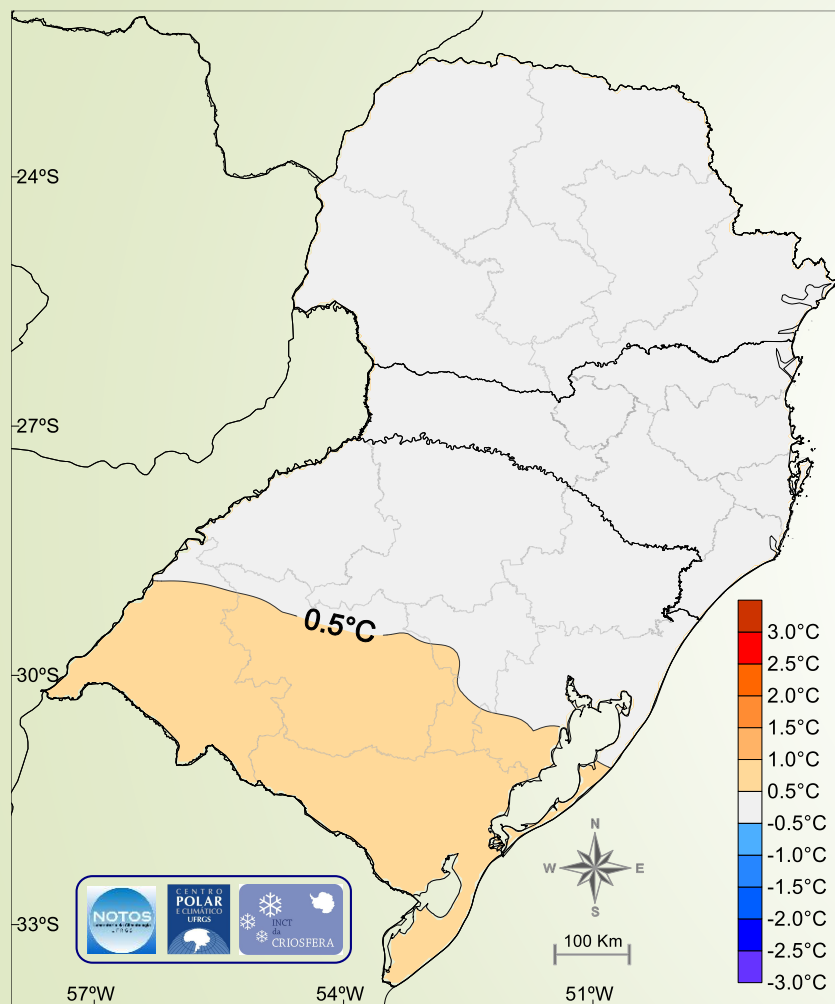 24ºS
27ºS
30ºS
33ºS
57ºW
54ºW
51ºW
0.5°C
3.0°C
2.5°C
2.0°C
1.5°C
1.0°C
0.5°C
-0.5°C
-1.0°C
-1.5°C
-2.0°C
-2.5°C
-3.0°C
N
W
E
S
100 Km
NOTOS
UFRGS
CENTRO
POLAR
E CLIMÁTICO
UFRGS
INCT
da
CRIOSFERA